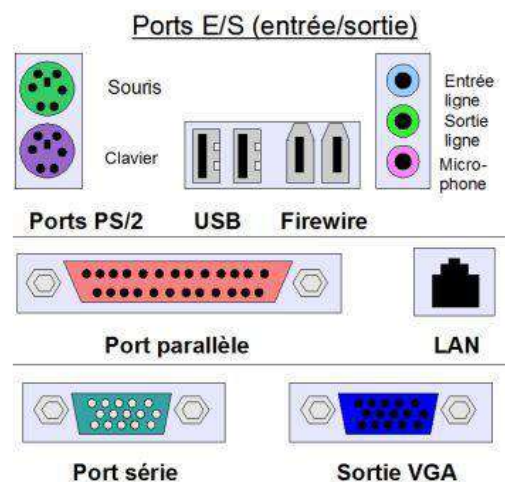 Ports E/S (entrée/sortie)
Souris
Clavier
Entrée
ligne
Sortie
ligne
Micro-
phone
Ports PS/2 USB Firewire
Port parallèle LAN
Port série Sortie VGA